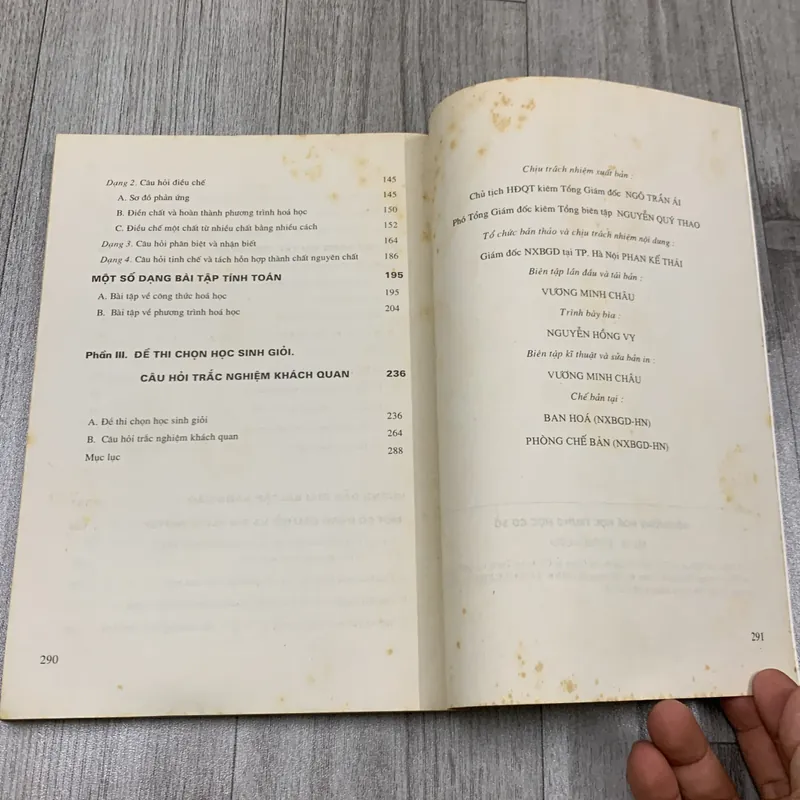 Dạng 2. Câu hỏi điều chế 145
A. Sơ đồ phản ứng 145
B. Điền chất và hoàn thành phương trình hoá học 150
C. Điều chế một chất từ nhiều chất bằng nhiều cách 152
Dạng 3. Câu hỏi phân biệt và nhận biết 164
Dạng 4. Câu hỏi tinh chế và tách hỗn hợp thành chất nguyên chất 186
MỘT SỐ DẠNG BÀI TẬP TÍNH TOÁN 195
A. Bài tập về công thức hoá học 195
B. Bài tập về phương trình hoá học 204
Phần III. ĐỀ THI CHỌN HỌC SINH GIỎI.
CÂU HỎI TRẮC NGHIỆM KHÁCH QUAN 236
A. Đề thi chọn học sinh giỏi 236
B. Câu hỏi trắc nghiệm khách quan 264
Mục lục 288
290
Chịu trách nhiệm xuất bản :
Chủ tịch HĐQT kiêm Tổng Giám đốc NGÔ TRẦN ÁI
Phó Tổng Giám đốc kiêm Tổng biên tập NGUYỄN QUÝ THAO
Tổ chức bản thảo và chịu trách nhiệm nội dung :
Giám đốc NXBGD tại TP. Hà Nội PHAN KẾ THÁI
Biên tập lần đầu và tái bản :
VƯƠNG MINH CHÂU
Trình bày bìa :
NGUYỄN HỒNG VY
Biên tập kĩ thuật và sửa bản in :
VƯƠNG MINH CHÂU
Chế bản tại :
BAN HOÁ (NXBGD-HN)
PHÒNG CHẾ BẢN (NXBGD-HN)
291